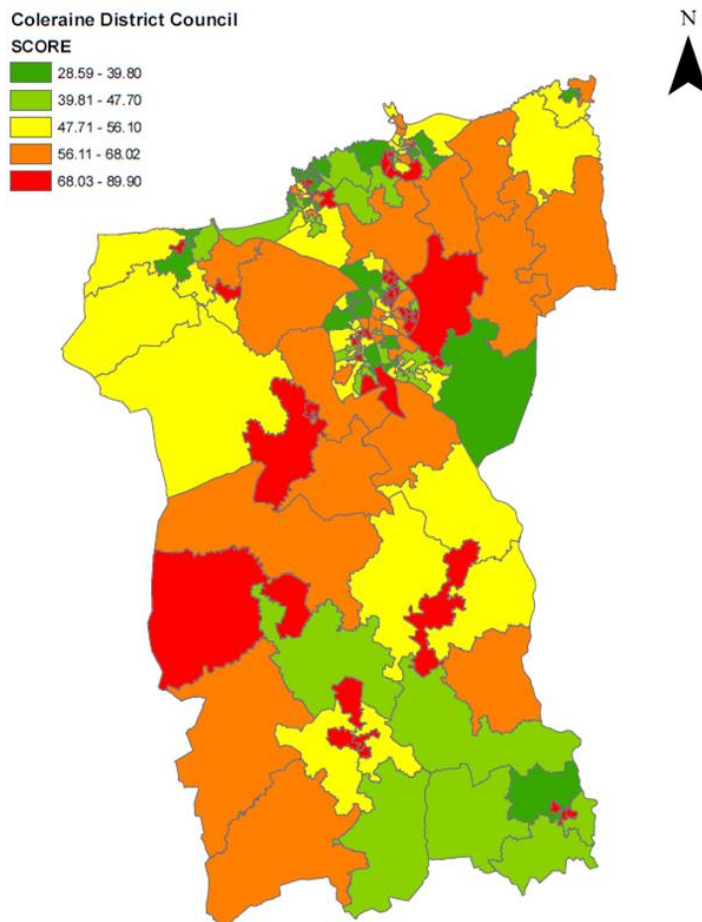 Coleraine District Council
SCORE
28.59 - 39.80
39.81 - 47.70
47.71 - 56.10
56.11 - 68.02
68.03 - 89.90
N